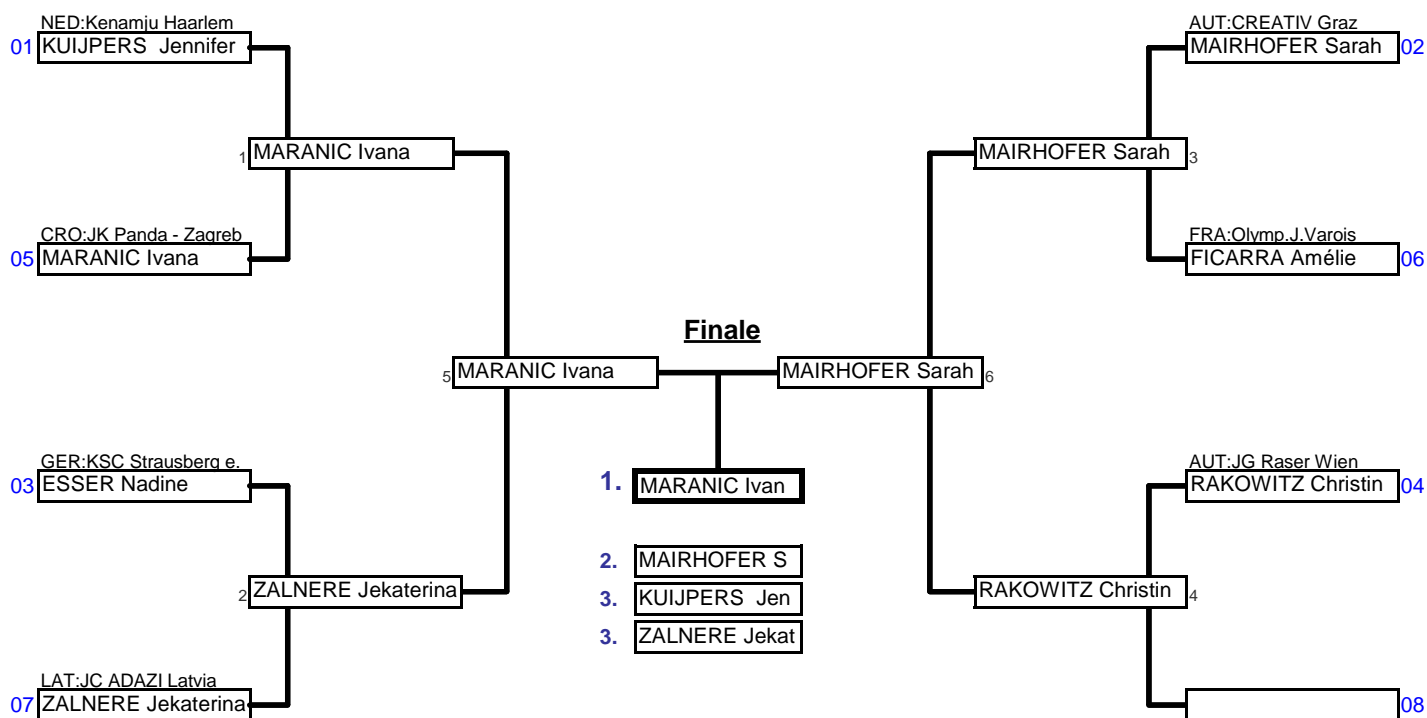 NED:Kenamju Haarlem
01 KUIJPERS  Jennifer
AUT:CREATIV Graz
MAIRHOFER Sarah 02
1 MARANIC Ivana
MAIRHOFER Sarah 3
CRO:JK Panda - Zagreb
05 MARANIC Ivana
FRA:Olymp.J.Varois
FICARRA Amélie 06
Finale
5 MARANIC Ivana
MAIRHOFER Sarah 6
GER:KSC Strausberg e.
03 ESSER Nadine
1. MARANIC Ivan
AUT:JG Raser Wien
RAKOWITZ Christin 04
2. MAIRHOFER S
2 ZALNERE Jekaterina
3. KUIJPERS  Jen
RAKOWITZ Christin 4
3. ZALNERE Jekat
LAT:JC ADAZI Latvia
07 ZALNERE Jekaterina
08